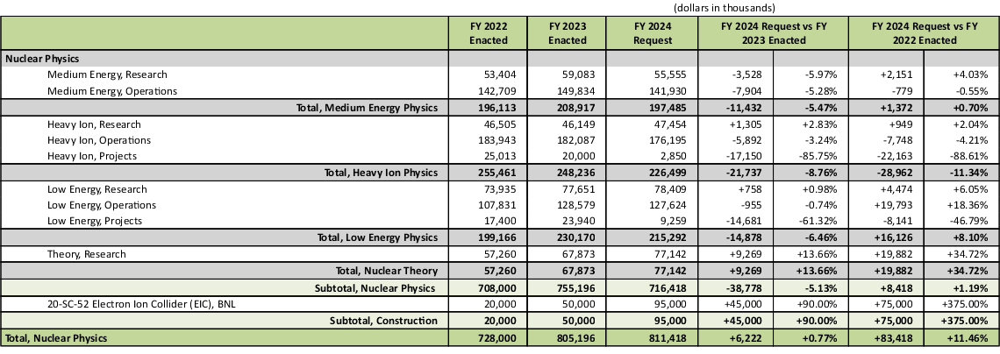 (dollars in thousands)
FY 2022 Enacted FY 2023 Enacted FY 2024 Request FY 2024 Request vs FY 2023 Enacted FY 2024 Request vs FY 2022 Enacted
Nuclear Physics
Medium Energy, Research 53,404 59,083 55,555 -3,528 -5.97% +2,151 +4.03%
Medium Energy, Operations 142,709 149,834 141,930 -7,904 -5.28% -779 -0.55%
Total, Medium Energy Physics 196,113 208,917 197,485 -11,432 -5.47% +1,372 +0.70%
Heavy Ion, Research 46,505 46,149 47,454 +1,305 +2.83% +949 +2.04%
Heavy Ion, Operations 183,943 182,087 176,195 -5,892 -3.24% -7,748 -4.21%
Heavy Ion, Projects 25,013 20,000 2,850 -17,150 -85.75% -22,163 -88.61%
Total, Heavy Ion Physics 255,461 248,236 226,499 -21,737 -8.76% -28,962 -11.34%
Low Energy, Research 73,935 77,651 78,409 +758 +0.98% +4,474 +6.05%
Low Energy, Operations 107,831 128,579 127,624 -955 -0.74% +19,793 +18.36%
Low Energy, Projects 17,400 23,940 9,259 -14,681 -61.32% -8,141 -46.79%
Total, Low Energy Physics 199,166 230,170 215,292 -14,878 -6.46% +16,126 +8.10%
Theory, Research 57,260 67,873 77,142 +9,269 +13.66% +19,882 +34.72%
Total, Nuclear Theory 57,260 67,873 77,142 +9,269 +13.66% +19,882 +34.72%
Subtotal, Nuclear Physics 708,000 755,196 716,418 -38,778 -5.13% +8,418 +1.19%
20-SC-52 Electron Ion Collider (EIC), BNL 20,000 50,000 95,000 +45,000 +90.00% +75,000 +375.00%
Subtotal, Construction 20,000 50,000 95,000 +45,000 +90.00% +75,000 +375.00%
Total, Nuclear Physics 728,000 805,196 811,418 +6,222 +0.77% +83,418 +11.46%